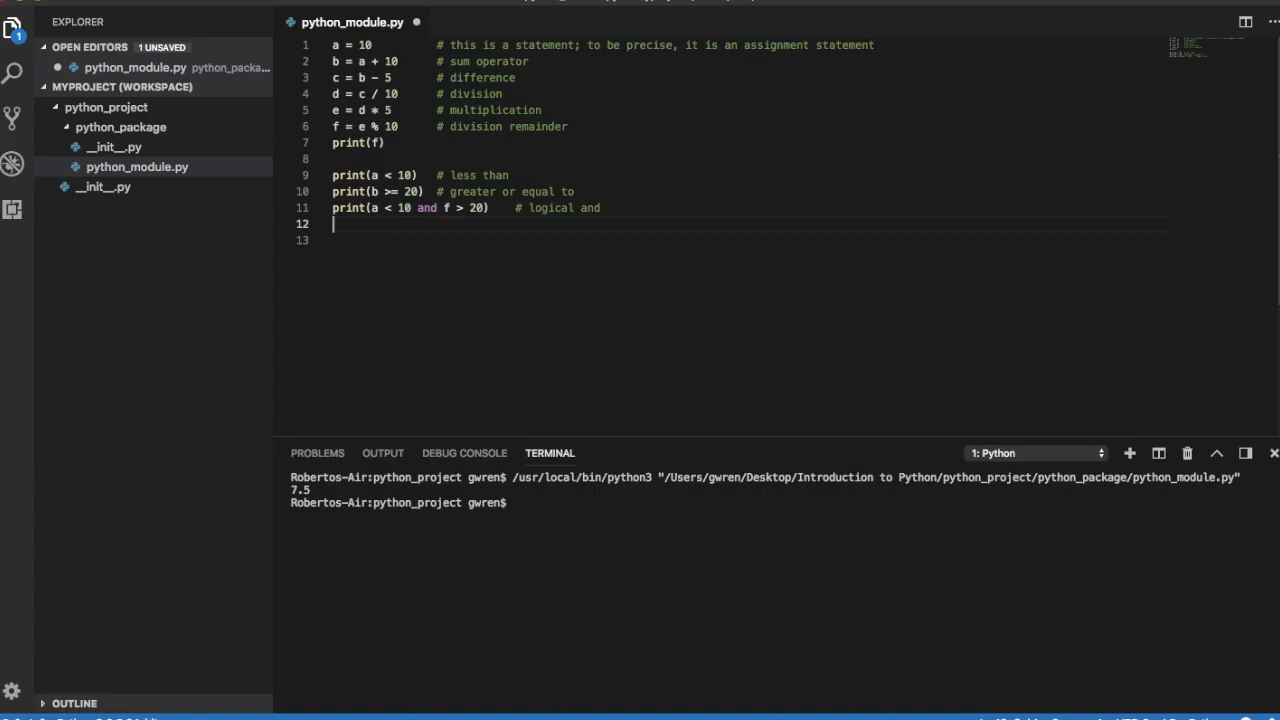 EXPLORER
OPEN EDITORS 1 UNSAVED
python_module.py python_packa...
MYPROJECT (WORKSPACE)
python_project
python_package
__init__.py
python_module.py
__init__.py
OUTLINE
1
python_module.py
1 a = 10 # this is a statement; to be precise, it is an assignment statement
2 b = a + 10 # sum operator
3 c = b - 5 # difference
4 d = c / 10 # division
5 e = d * 5 # multiplication
6 f = e % 10 # division remainder
7 print(f)
8
9 print(a < 10) # less than
10 print(b >= 20) # greater or equal to
11 print(a < 10 and f > 20) # logical and
12
13
PROBLEMS OUTPUT DEBUG CONSOLE TERMINAL 1: Python
Robertos-Air:python_project gwren$ /usr/local/bin/python3 "/Users/gwren/Desktop/Introduction to Python/python_project/python_package/python_module.py"
7.5
Robertos-Air:python_project gwren$